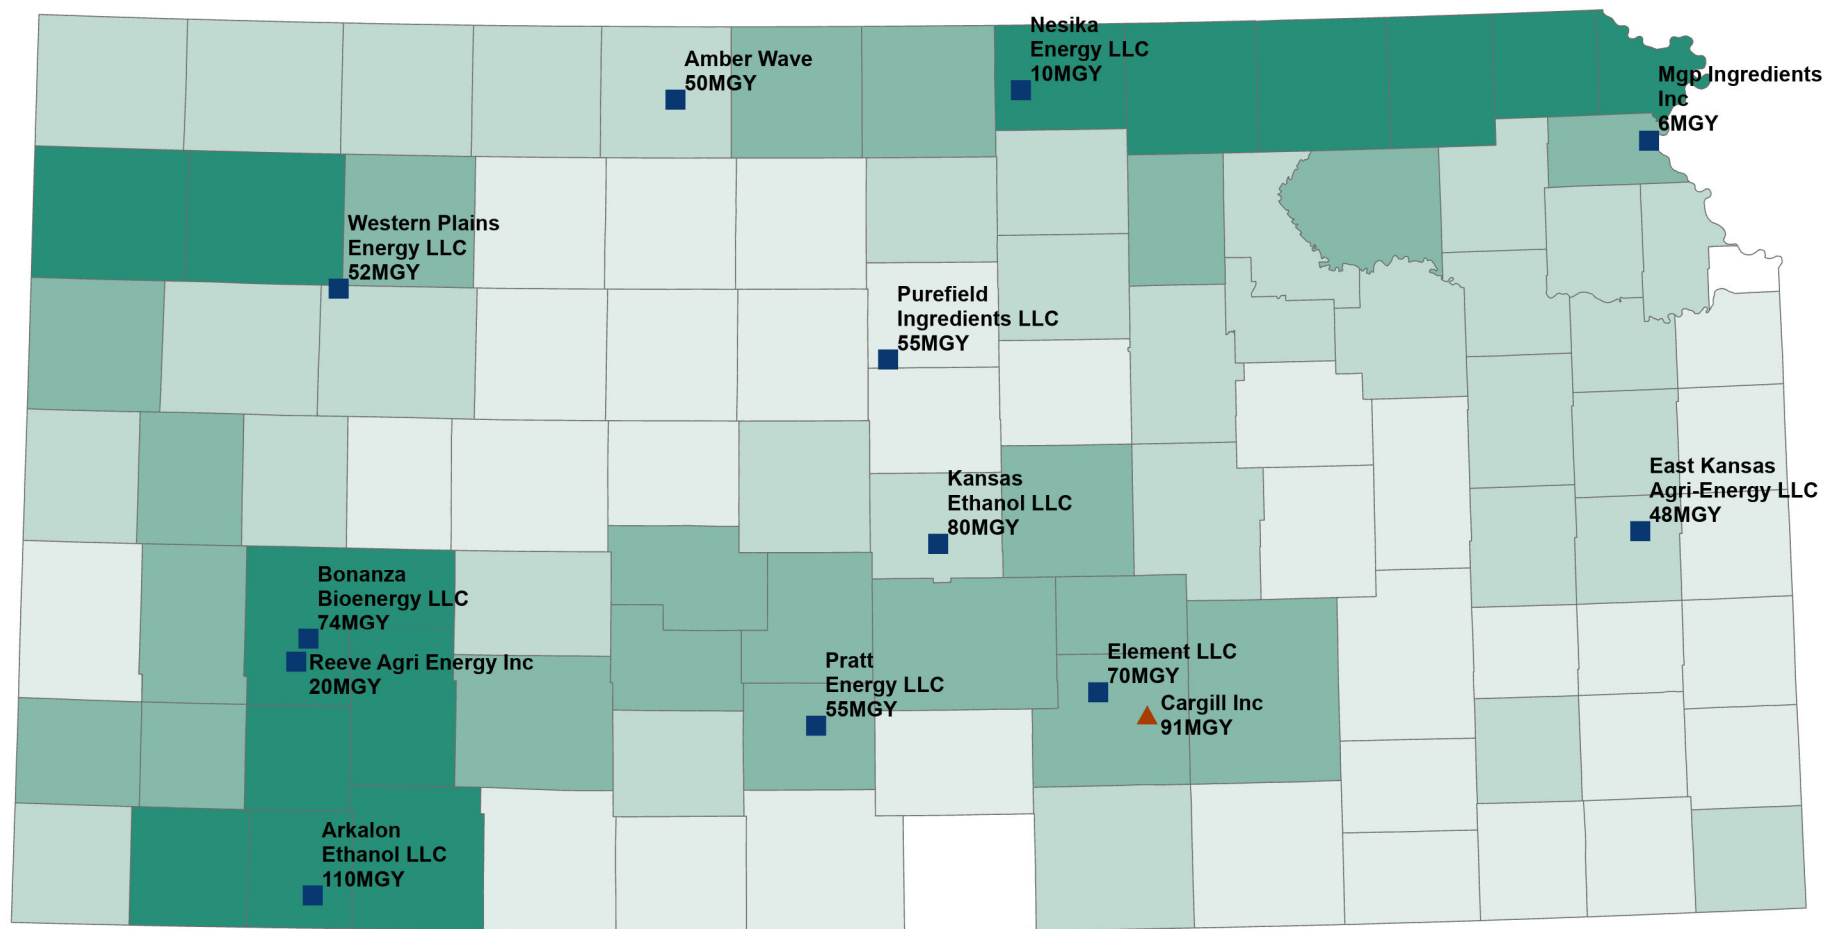 Nesika
Energy LLC
10MGY
Amber Wave
50MGY
Mgp Ingredients
Inc
6MGY
Western Plains
Energy LLC
52MGY
Purefield
Ingredients LLC
55MGY
Kansas
Ethanol LLC
80MGY
East Kansas
Agri-Energy LLC
48MGY
Bonanza
Bioenergy LLC
74MGY
Reeve Agri Energy Inc
20MGY
Pratt
Energy LLC
55MGY
Element LLC
70MGY
Cargill Inc
91MGY
Arkalon
Ethanol LLC
110MGY